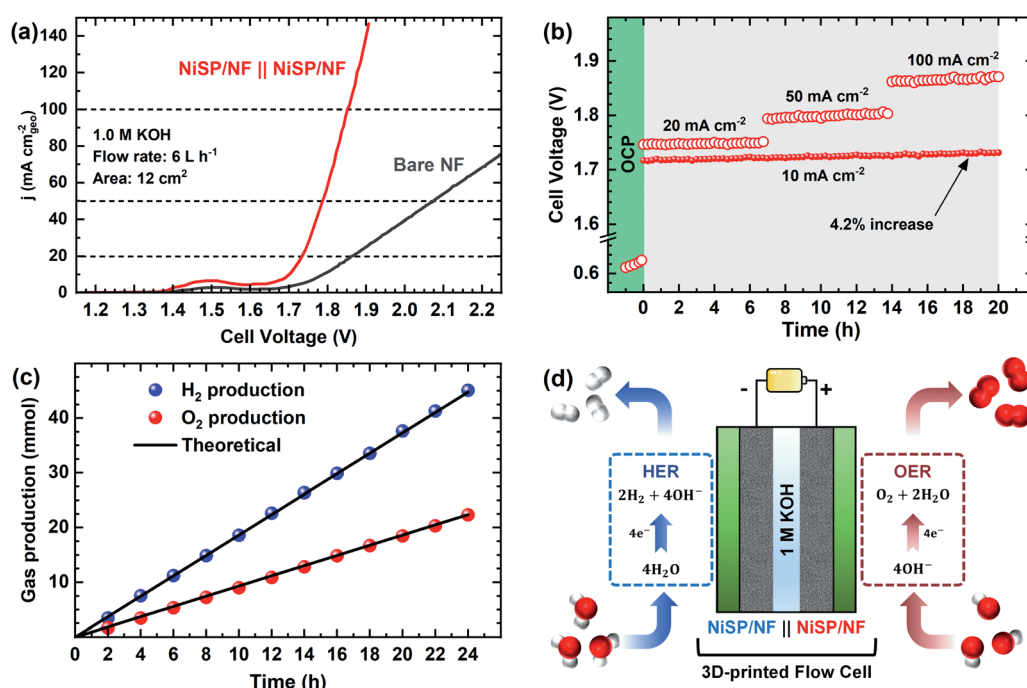 (a)
140
120
100
80
60
40
20
0
j (mA cm⁻²geo)
NiSP/NF || NiSP/NF
1.0 M KOH
Flow rate: 6 L h⁻¹
Area: 12 cm²
Bare NF
1.2 1.3 1.4 1.5 1.6 1.7 1.8 1.9 2.0 2.1 2.2
Cell Voltage (V)
(b)
1.9
1.8
1.7
1.6
0.6
Cell Voltage (V)
OCP
20 mA cm⁻²
50 mA cm⁻²
100 mA cm⁻²
10 mA cm⁻²
4.2% increase
0 2 4 6 8 10 12 14 16 18 20
Time (h)
(c)
40
30
20
10
Gas production (mmol)
H₂ production
O₂ production
Theoretical
0 2 4 6 8 10 12 14 16 18 20 22 24
Time (h)
(d)
- +
HER
2H₂ + 4OH⁻
4e⁻
4H₂O
1 M KOH
OER
O₂ + 2H₂O
4e⁻
4OH⁻
NiSP/NF || NiSP/NF
3D-printed Flow Cell